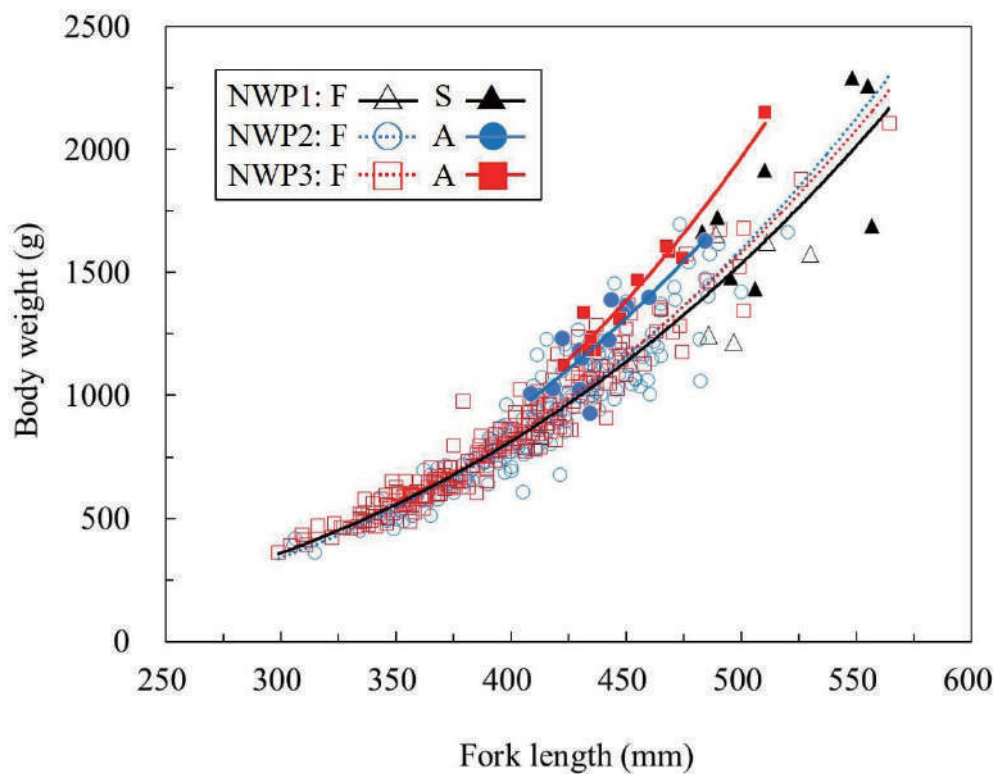 2500
2000
1500
1000
500
0
Body weight (g)
NWP1: F S
NWP2: F A
NWP3: F A
250 300 350 400 450 500 550 600
Fork length (mm)